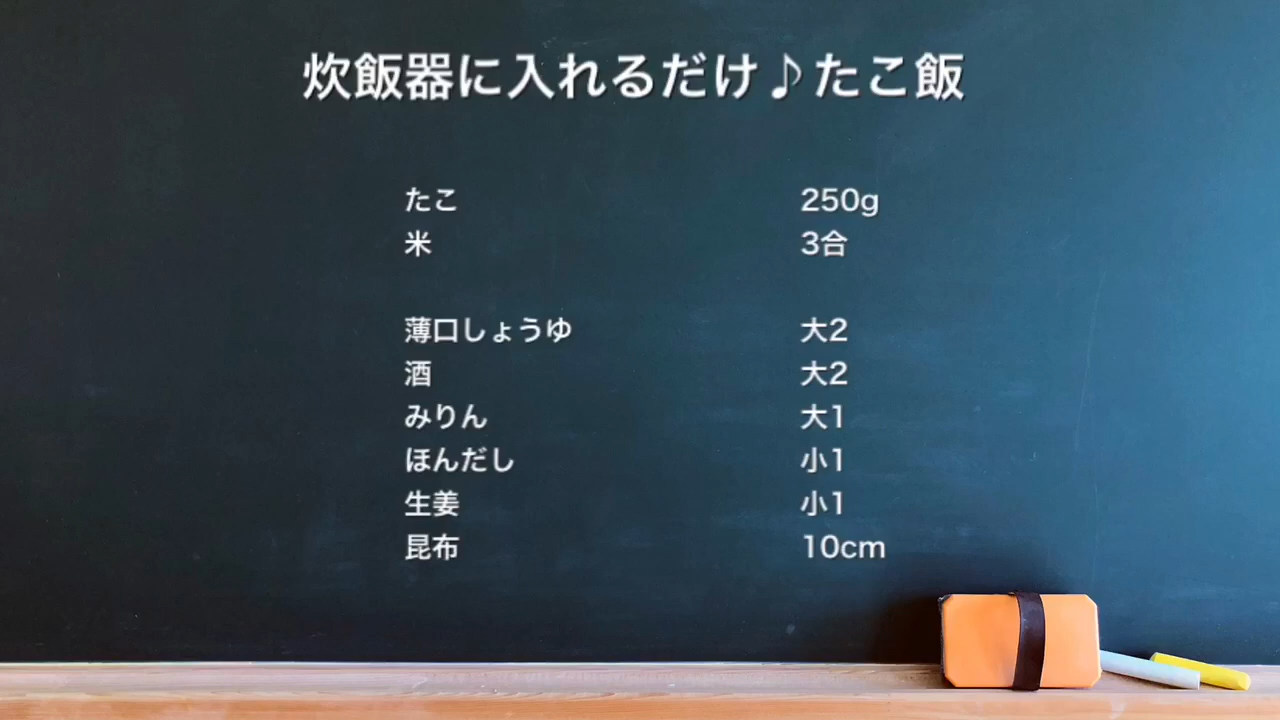 炊飯器に入れるだけ♪たこ飯
たこ 250g
米 3合
薄口しょうゆ 大2
酒 大2
みりん 大1
ほんだし 小1
生姜 小1
昆布 10cm